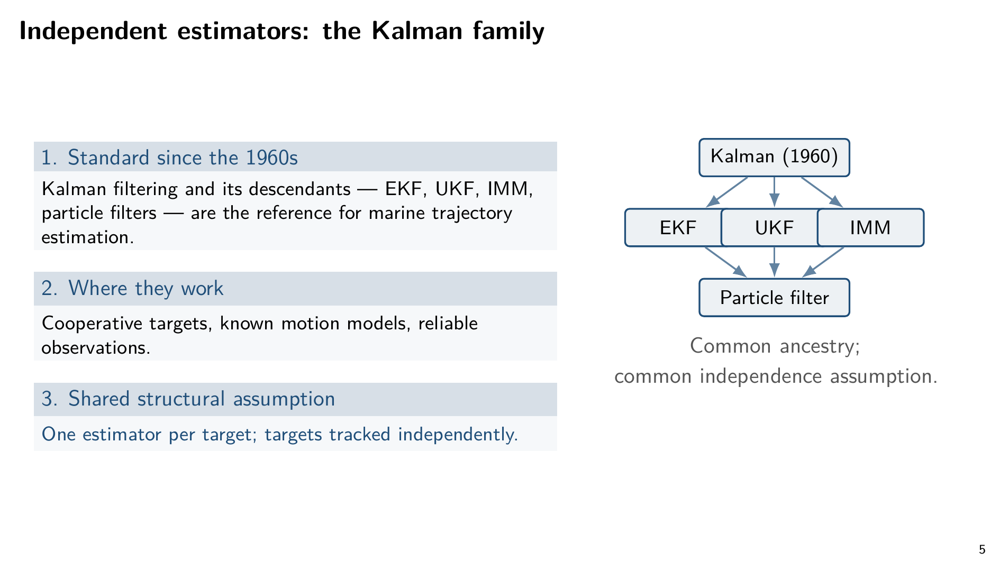 Independent estimators: the Kalman family
1. Standard since the 1960s
Kalman filtering and its descendants — EKF, UKF, IMM,
particle filters — are the reference for marine trajectory
estimation.
2. Where they work
Cooperative targets, known motion models, reliable
observations.
3. Shared structural assumption
One estimator per target; targets tracked independently.
Kalman (1960)
EKF
UKF
IMM
Particle filter
Common ancestry;
common independence assumption.
5